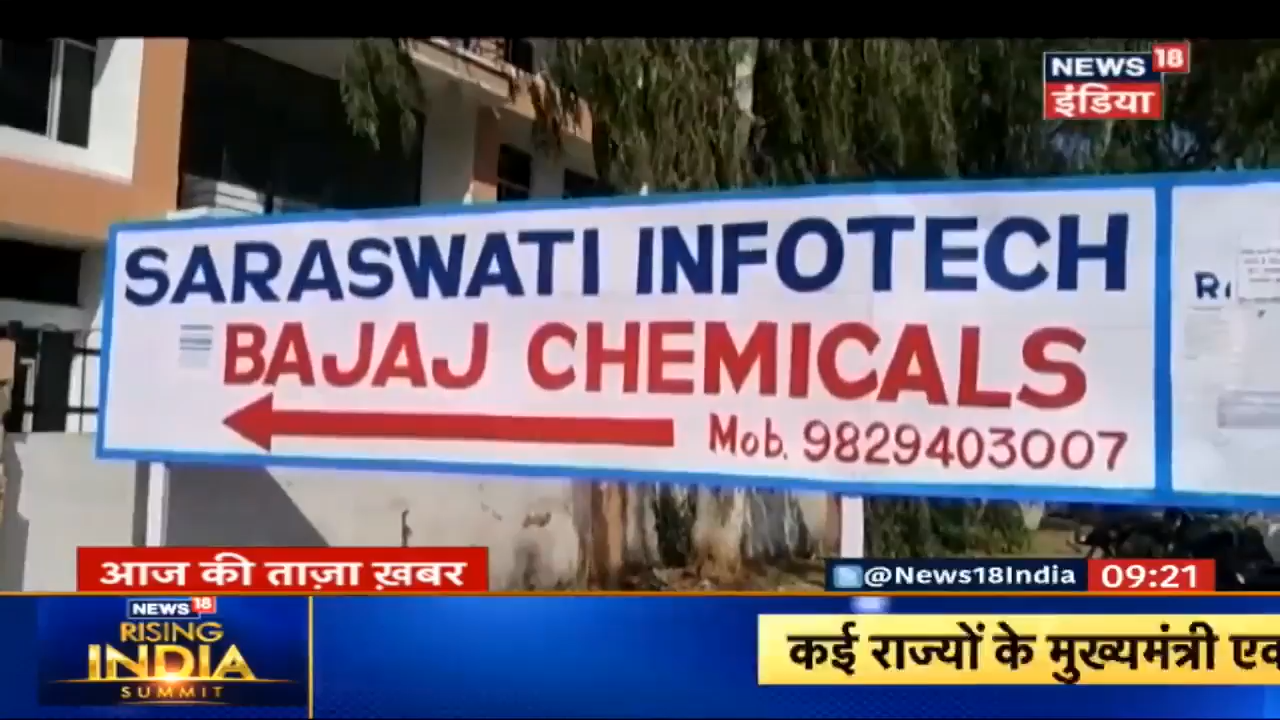 NEWS 18
इंडिया
SARASWATI INFOTECH
BAJAJ CHEMICALS
Mob. 9829403007
आज की ताज़ा ख़बर
@News18India 09:21
NEWS 18
RISING
INDIA
SUMMIT
कई राज्यों के मुख्यमंत्री